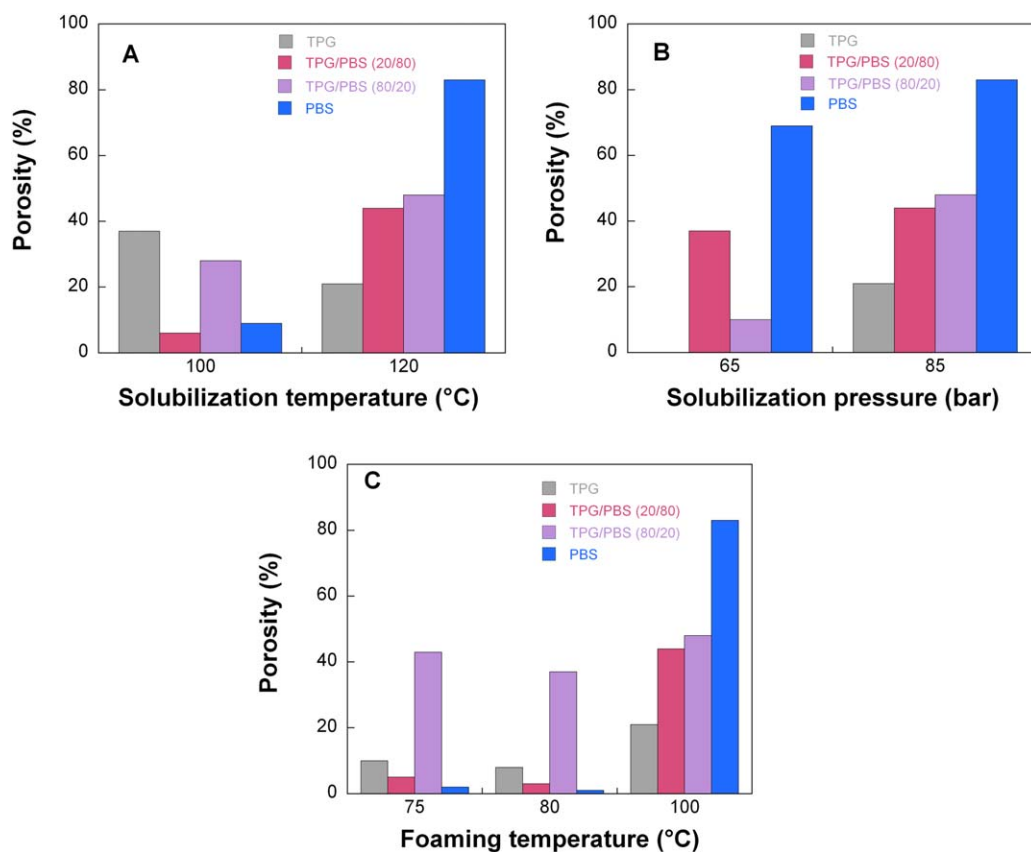 A
TPG
TPG/PBS (20/80)
TPG/PBS (80/20)
PBS
Porosity (%)
100
80
60
40
20
0
100 120
Solubilization temperature (°C)
B
TPG
TPG/PBS (20/80)
TPG/PBS (80/20)
PBS
Porosity (%)
100
80
60
40
20
0
65 85
Solubilization pressure (bar)
C
TPG
TPG/PBS (20/80)
TPG/PBS (80/20)
PBS
Porosity (%)
100
80
60
40
20
0
75 80 100
Foaming temperature (°C)